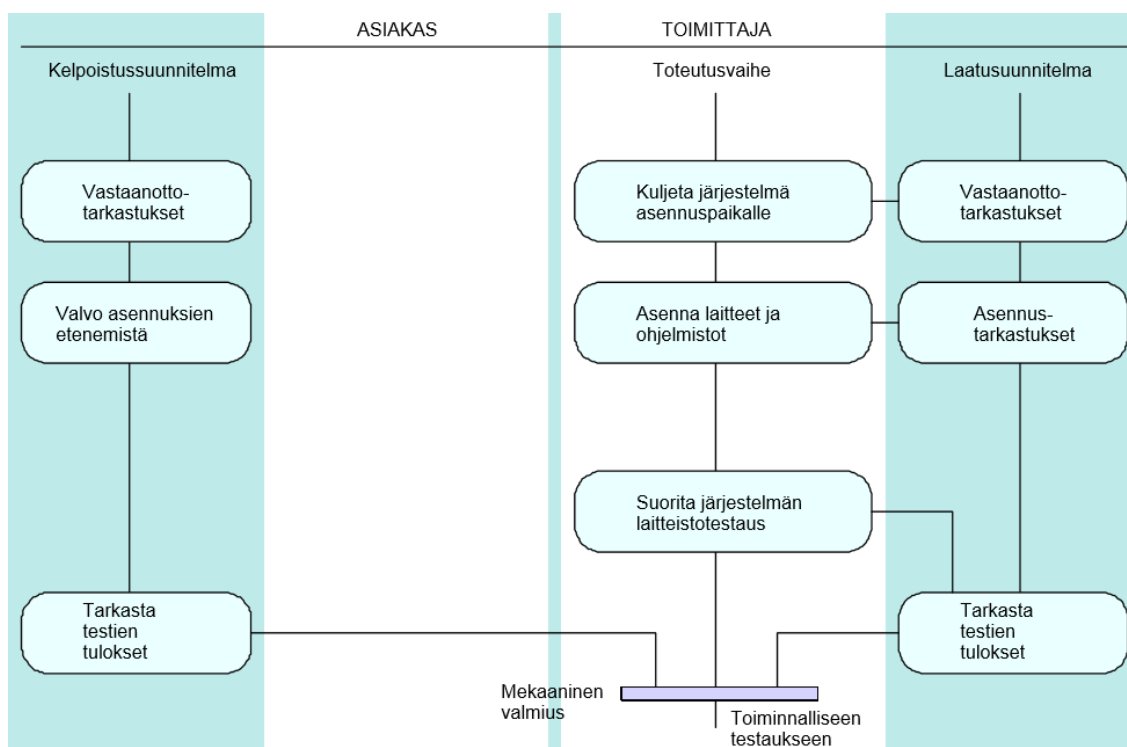 ASIAKAS
TOIMITTAJA
Kelpoistussuunnitelma
Toteutusvaihe
Laatusuunnitelma
Vastaanotto-
tarkastukset
Kuljeta järjestelmä
asennuspaikalle
Vastaanotto-
tarkastukset
Valvo asennuksien
etenemistä
Asenna laitteet ja
ohjelmistot
Asennus-
tarkastukset
Suorita järjestelmän
laitteistotestaus
Tarkasta
testien
tulokset
Tarkasta
testien
tulokset
Mekaaninen
valmius
Toiminnalliseen
testaukseen